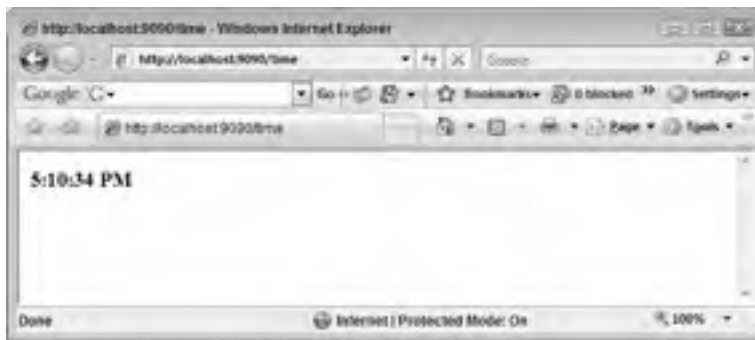 http://localhost:9090/time - Windows Internet Explorer
http://localhost:9090/time
Google
Google G
Go
Bookmarks
0 blocked
Settings
http://localhost:9090/time
Page
Tools
5:10:34 PM
Done
Internet | Protected Mode: On
100%